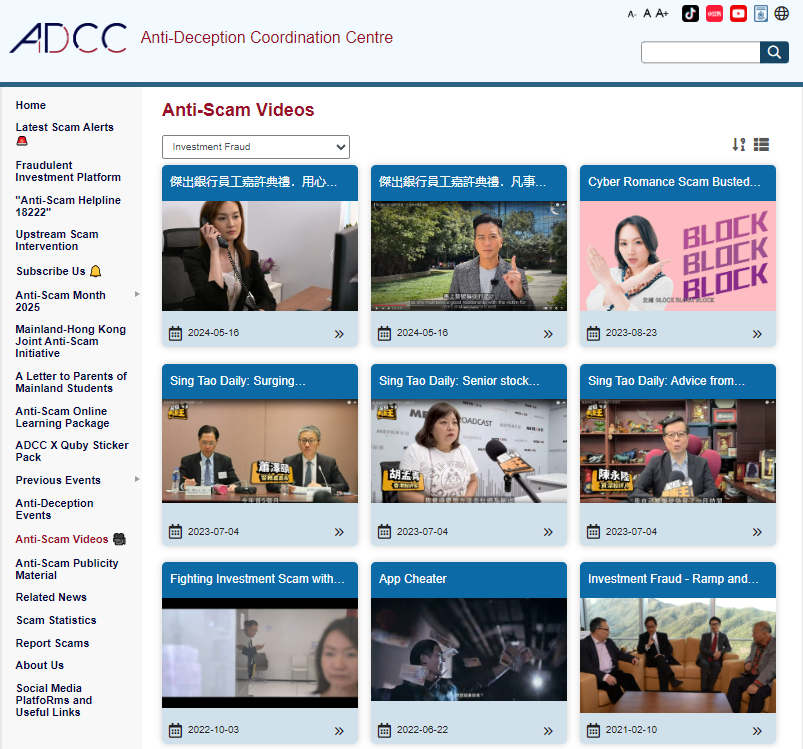 A- A A+
ADCC Anti-Deception Coordination Centre
Home
Latest Scam Alerts
Fraudulent
Investment Platform
"Anti-Scam Helpline
18222"
Upstream Scam
Intervention
Subscribe Us
Anti-Scam Month
2025
Mainland-Hong Kong
Joint Anti-Scam
Initiative
A Letter to Parents of
Mainland Students
Anti-Scam Online
Learning Package
ADCC X Quby Sticker
Pack
Previous Events
Anti-Deception
Events
Anti-Scam Videos
Anti-Scam Publicity
Material
Related News
Scam Statistics
Report Scams
About Us
Social Media
PlatfoRms and
Useful Links
Anti-Scam Videos
Investment Fraud
傑出銀行員工嘉許典禮．用心...
2024-05-16
傑出銀行員工嘉許典禮．凡事...
2024-05-16
Cyber Romance Scam Busted...
BLOCK
BLOCK
BLOCK
2023-08-23
Sing Tao Daily: Surging...
蕭澤頤
2023-07-04
Sing Tao Daily: Senior stock...
胡孟青
2023-07-04
Sing Tao Daily: Advice from...
陳永陸
2023-07-04
Fighting Investment Scam with...
2022-10-03
App Cheater
2022-06-22
Investment Fraud - Ramp and...
2021-02-10